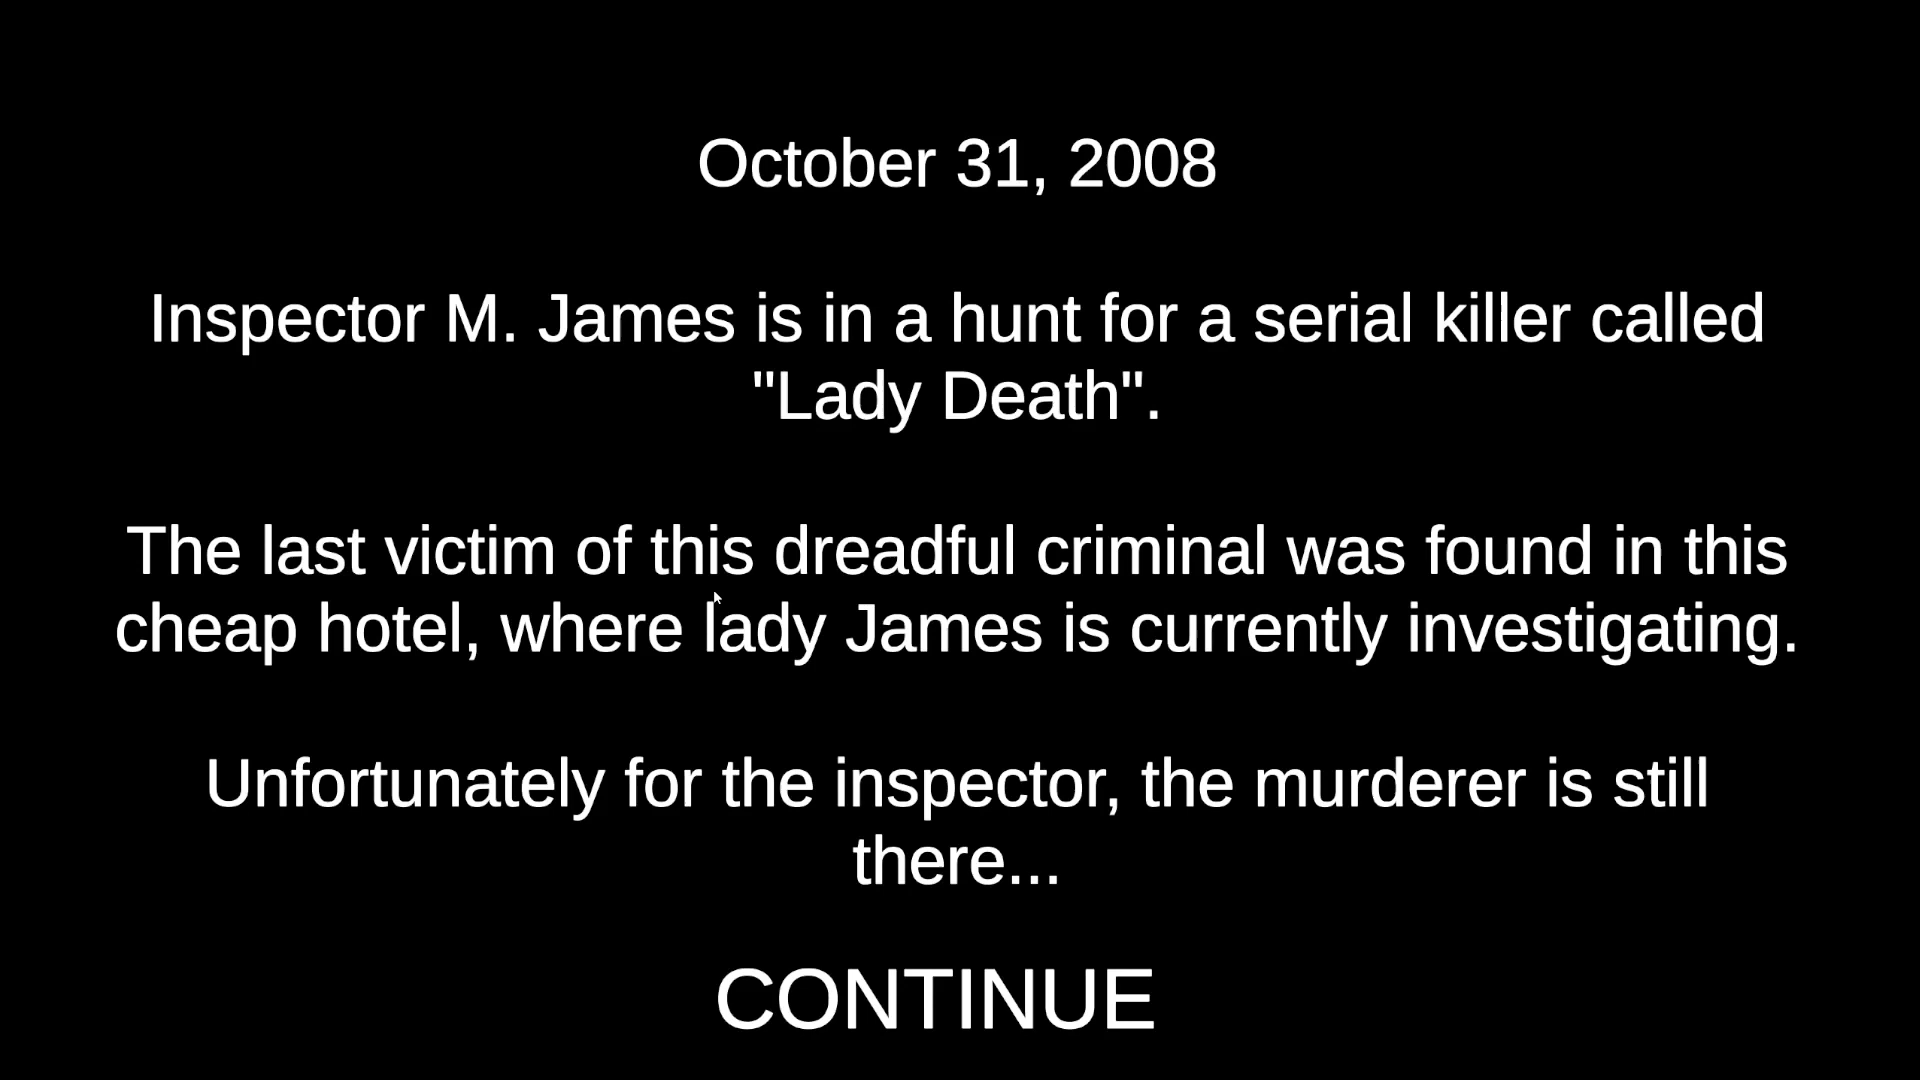 October 31, 2008
Inspector M. James is in a hunt for a serial killer called
"Lady Death".
The last victim of this dreadful criminal was found in this
cheap hotel, where lady James is currently investigating.
Unfortunately for the inspector, the murderer is still
there...
CONTINUE